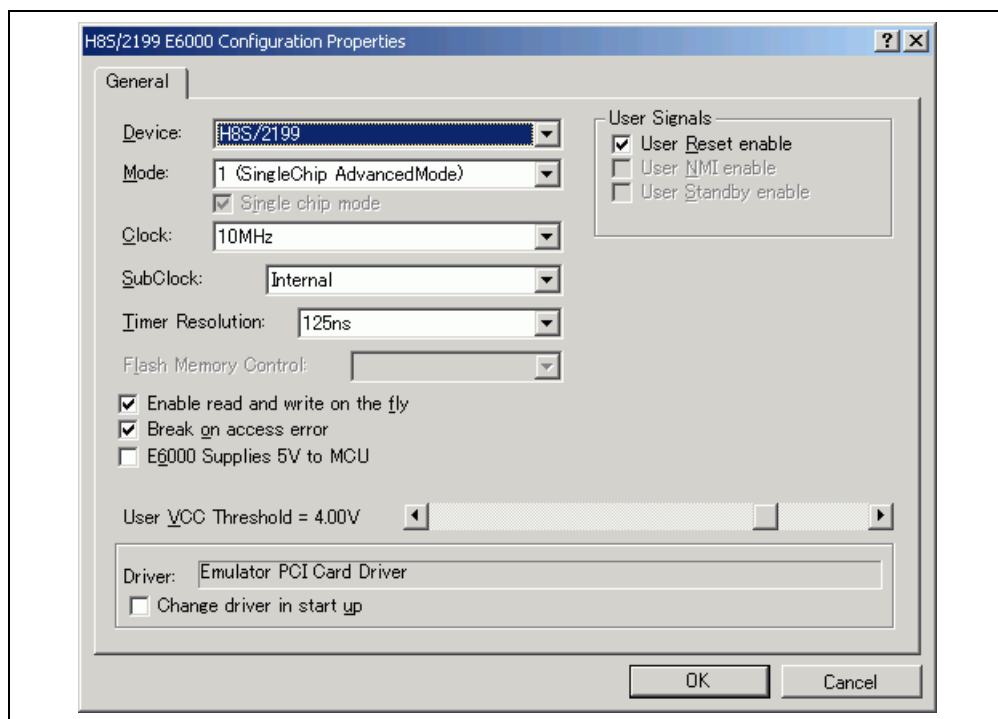 H8S/2199 E6000 Configuration Properties
General
Device: H8S/2199
Mode: 1 (SingleChip AdvancedMode)
Single chip mode
Clock: 10MHz
SubClock: Internal
Timer Resolution: 125ns
Flash Memory Control:
Enable read and write on the fly
Break on access error
E6000 Supplies 5V to MCU
User Signals
User Reset enable
User NMI enable
User Standby enable
User VCC Threshold = 4.00V
Driver: Emulator PCI Card Driver
Change driver in start up
OK Cancel